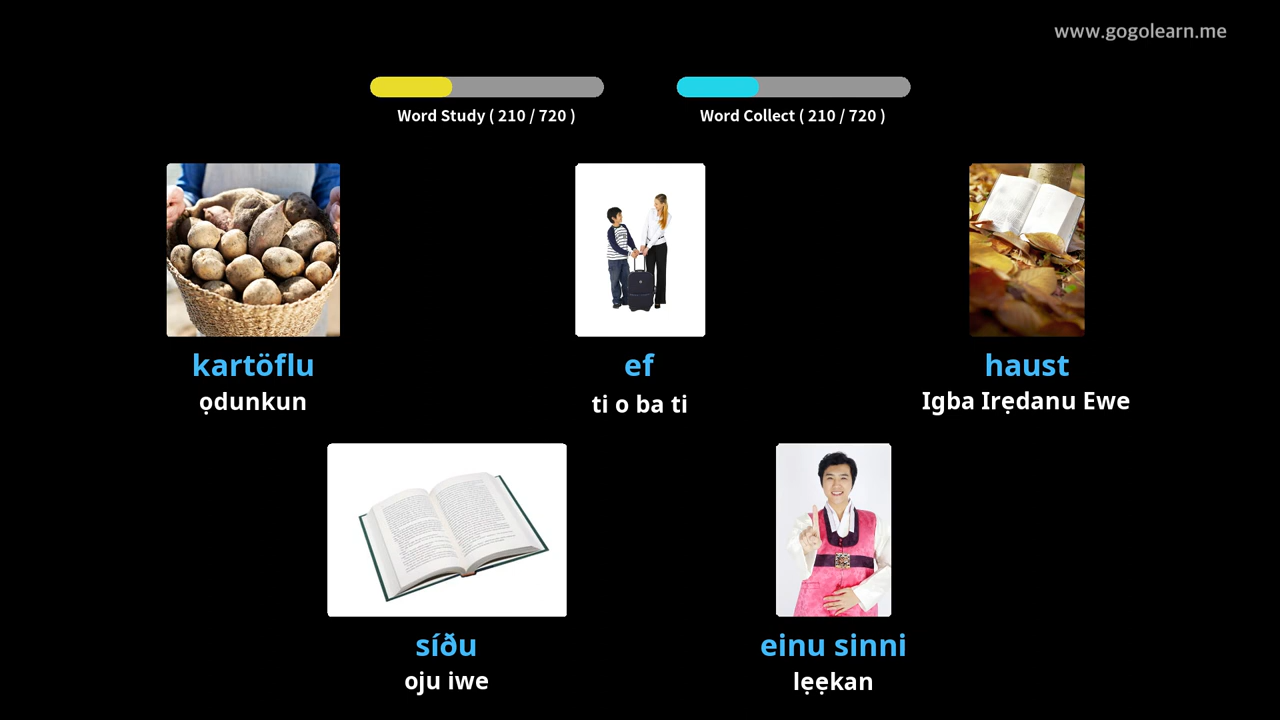 www.gogolearn.me
Word Study ( 210 / 720 )
Word Collect ( 210 / 720 )
kartöflu
ọdunkun
ef
ti o ba ti
haust
Igba Irẹdanu Ewe
síðu
oju iwe
einu sinni
lẹẹkan